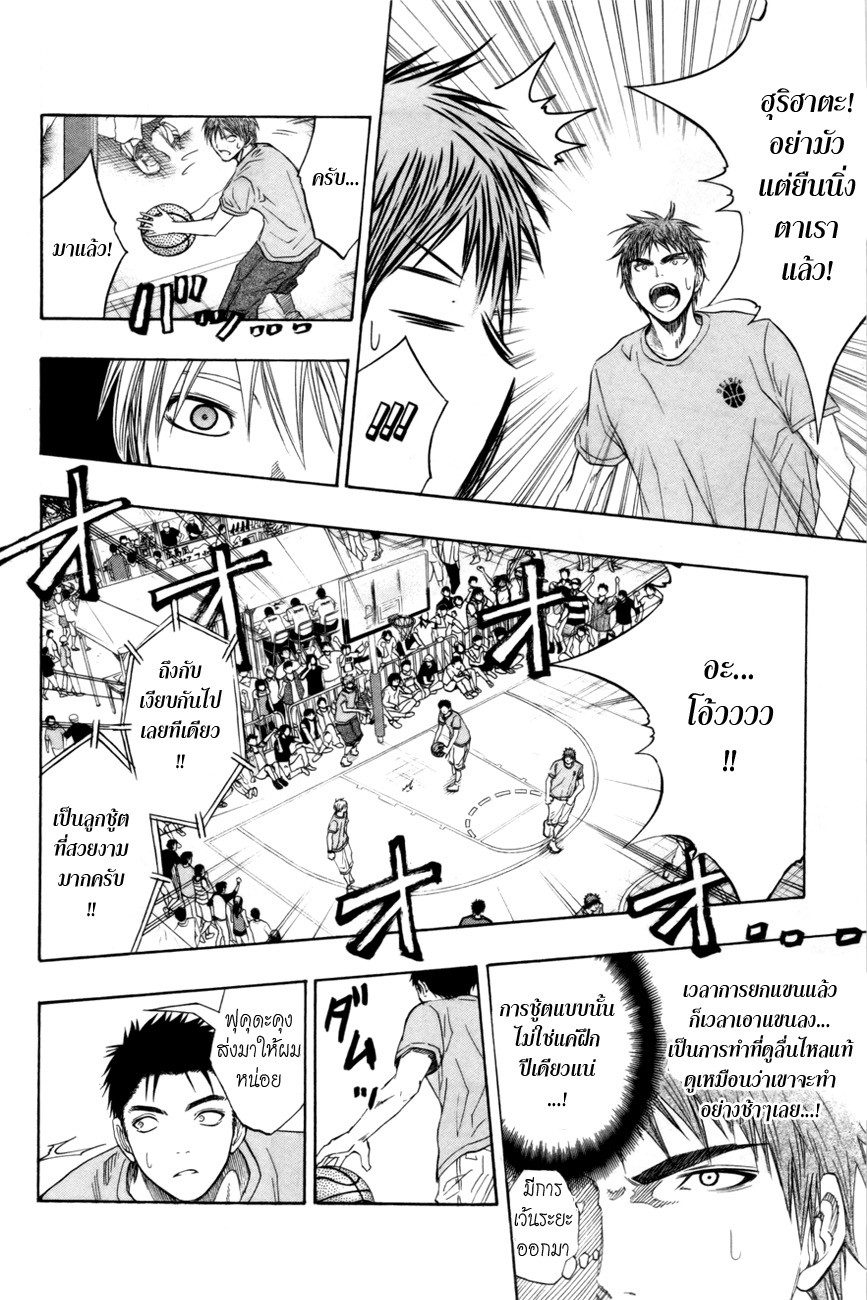 ฮุริฮาตะ!
อย่ามัว
แต่ยืนนิ่ง
ตาเรา
แล้ว!
!!!
ครับ...
มาแล้ว!
オ
オ
オ
オ
オ
อะ...
โอ้วววว
!!
ถึงกับ
เงียบกันไป
เลยทีเดียว
!!
เป็นลูกชู้ต
ที่สวยงาม
มากครับ
!!
เวลาการยกแขนแล้ว
ก็เวลาเอาแขนลง...
เป็นการทำที่ดูลื่นไหลแท้
ดูเหมือนว่าเขาจะทำ
อย่างช้าๆเลย...!
การชู้ตแบบนั้น
ไม่ใช่แค่ฝึก
ปีเดียวแน่
...!
มีการ
เว้นระยะ
ออกมา
ダムッ
ฟุคุดะคุง
ส่งมาให้ผม
หน่อย